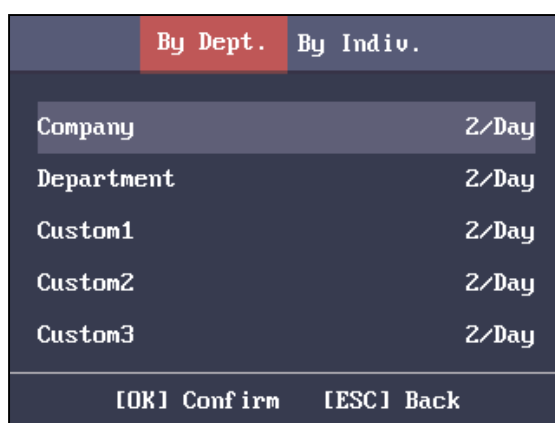 By Dept. By Indiv.
Company 2/Day
Department 2/Day
Custom1 2/Day
Custom2 2/Day
Custom3 2/Day
[OK] Confirm [ESC] Back